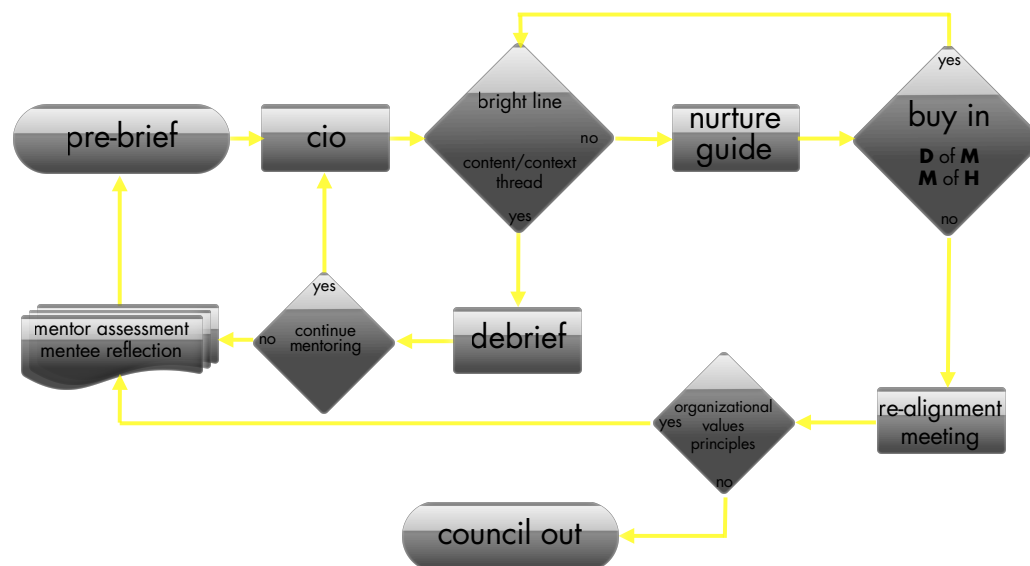 pre-brief
cio
bright line
no
content/context
thread
yes
nurture
guide
yes
buy in
D of M
M of H
no
mentor assessment
mentee reflection
yes
no
continue
mentoring
debrief
organizational
yes
values
principles
no
re-alignment
meeting
council out